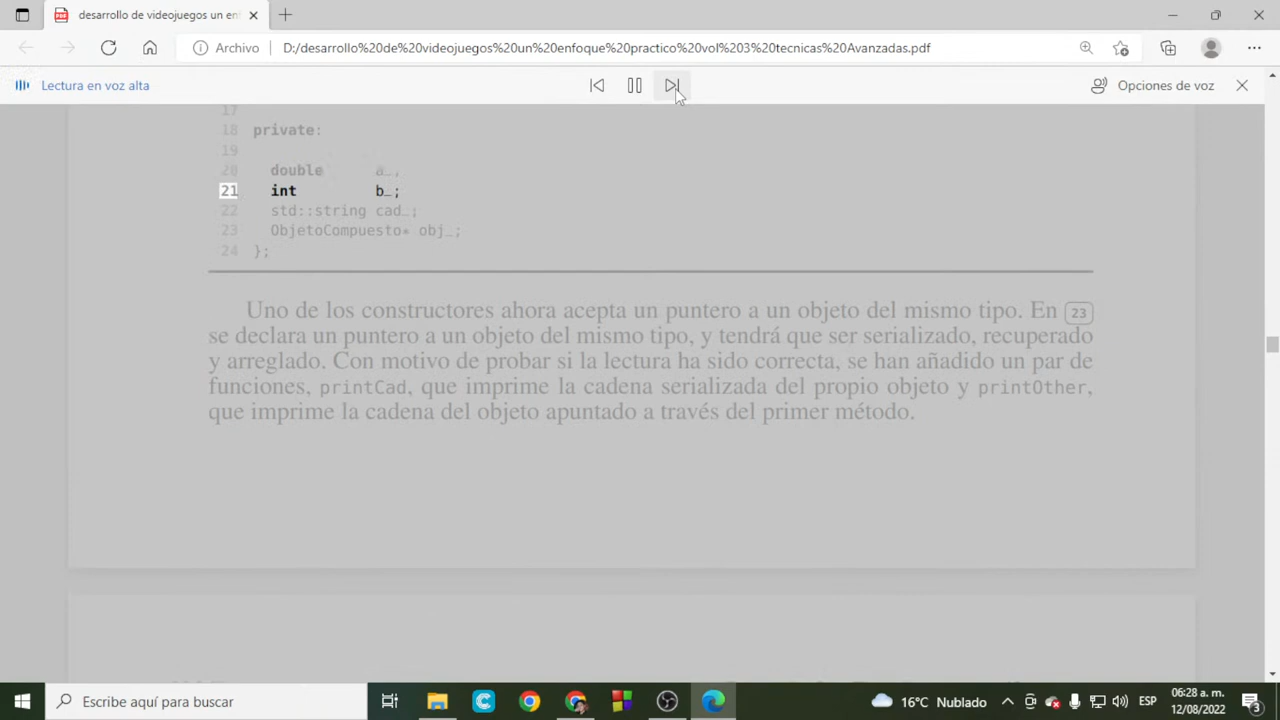 desarrollo de videojuegos un en
Archivo D:/desarrollo%20de%20videojuegos%20un%20enfoque%20practico%20vol%203%20tecnicas%20Avanzadas.pdf
Lectura en voz alta Opciones de voz
17
18 private:
19
20 double a_;
21 int b_;
22 std::string cad_;
23 ObjetoCompuesto* obj_;
24 };
Uno de los constructores ahora acepta un puntero a un objeto del mismo tipo. En 23
se declara un puntero a un objeto del mismo tipo, y tendrá que ser serializado, recuperado
y arreglado. Con motivo de probar si la lectura ha sido correcta, se han añadido un par de
funciones, printCad, que imprime la cadena serializada del propio objeto y printOther,
que imprime la cadena del objeto apuntado a través del primer método.
Escribe aquí para buscar 16°C Nublado ESP 06:28 a. m.
12/08/2022 3